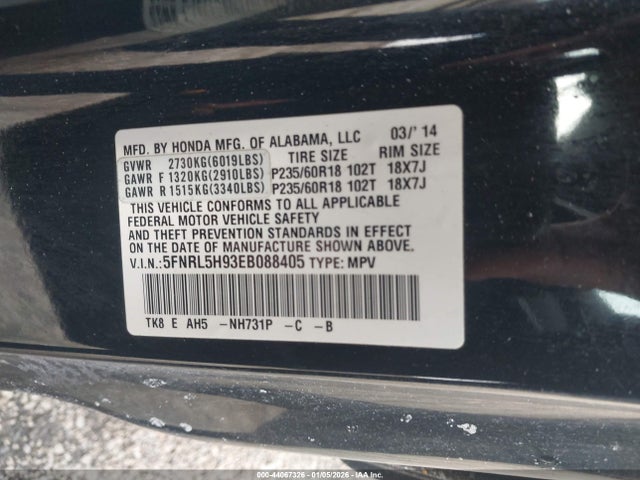 MFD. BY HONDA MFG. OF ALABAMA, LLC 03/'14
GVWR 2730KG(6019LBS) TIRE SIZE RIM SIZE
GAWR F 1320KG(2910LBS) P235/60R18 102T 18X7J
GAWR R 1515KG(3340LBS) P235/60R18 102T 18X7J
THIS VEHICLE CONFORMS TO ALL APPLICABLE
FEDERAL MOTOR VEHICLE SAFETY
AND THEFT PREVENTION STANDARDS IN EFFECT
ON THE DATE OF MANUFACTURE SHOWN ABOVE.
V.I.N.:5FNRL5H93EB088405 TYPE: MPV
TK8 E AH5 -NH731P -C -B
000-44067326 - 01/05/2026 - IAA Inc.